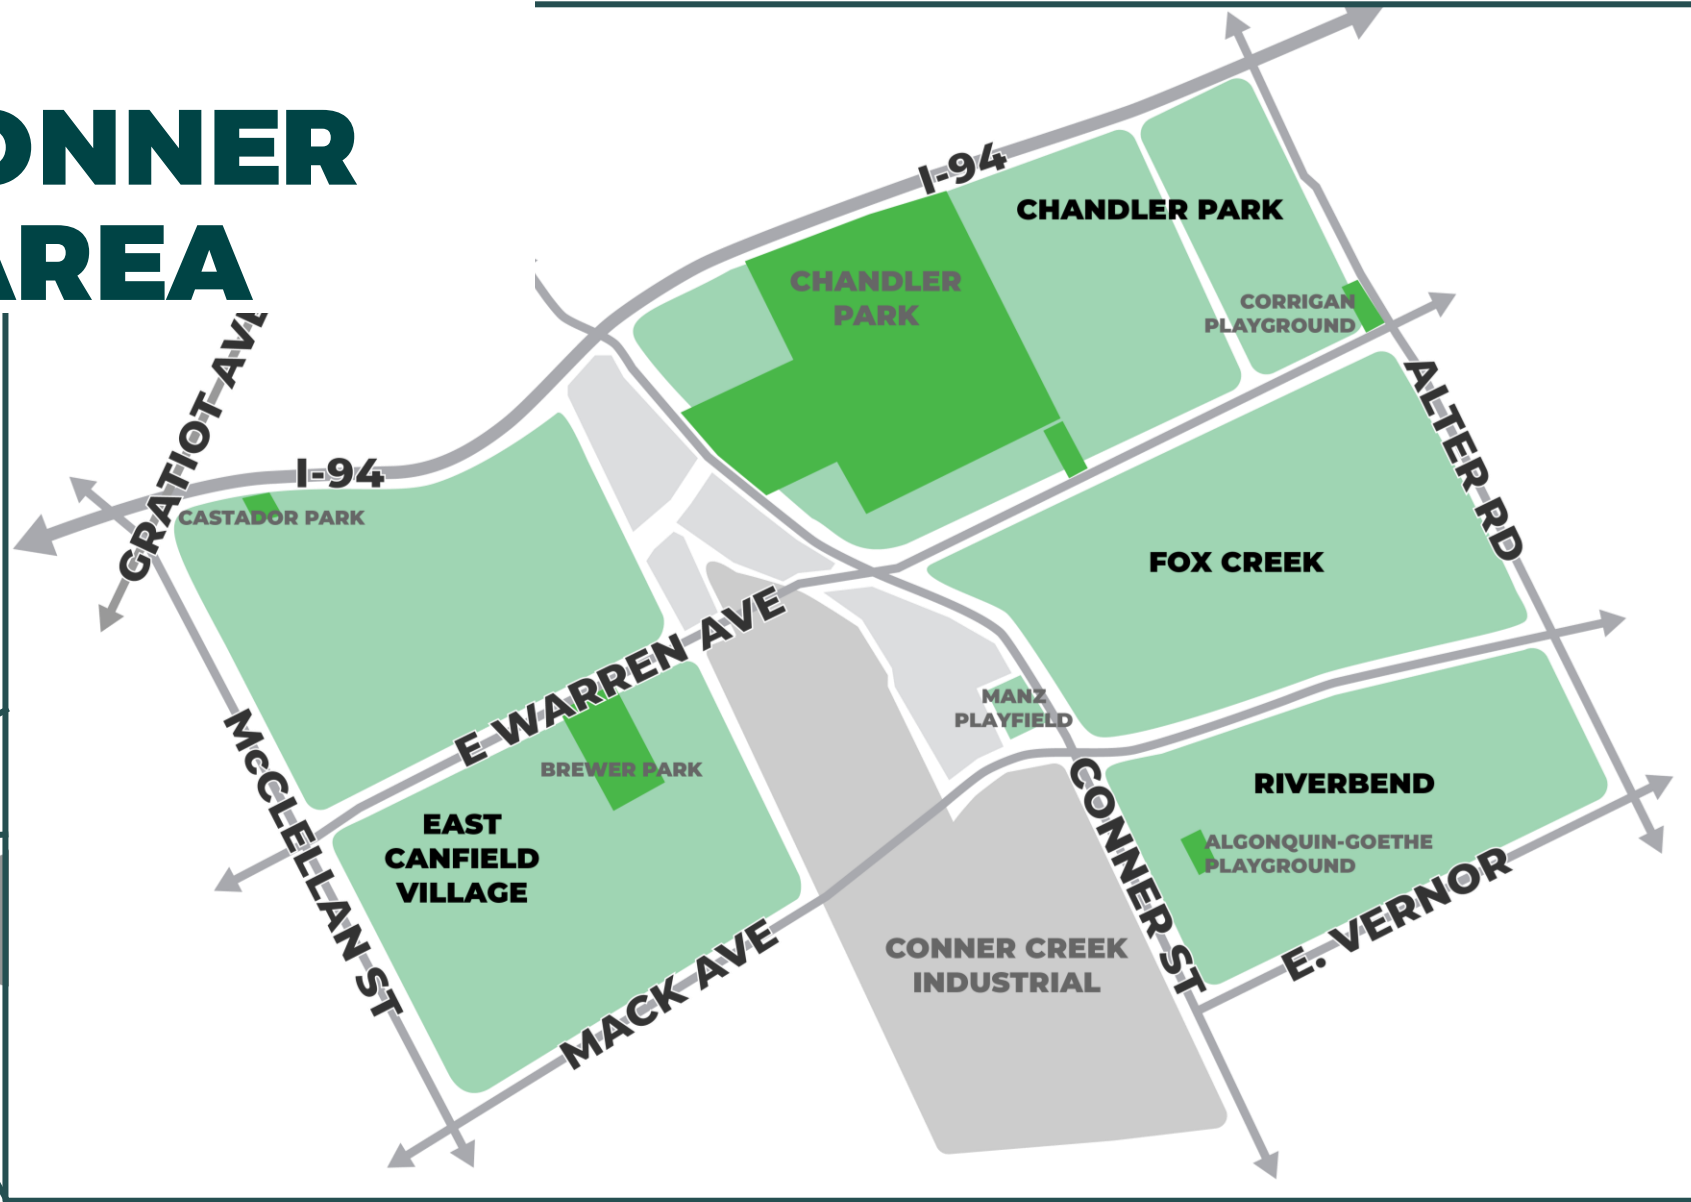 ONNER
AREA
I-94
CHANDLER PARK
CHANDLER
PARK
CORRIGAN
PLAYGROUND
GRATIOT AVE
I-94
CASTADOR PARK
ALTER RD
FOX CREEK
E WARREN AVE
MANZ
PLAYFIELD
BREWER PARK
McCLELLAN ST
EAST
CANFIELD
VILLAGE
CONNER ST
RIVERBEND
ALGONQUIN-GOETHE
PLAYGROUND
E. VERNOR
MACK AVE
CONNER CREEK
INDUSTRIAL